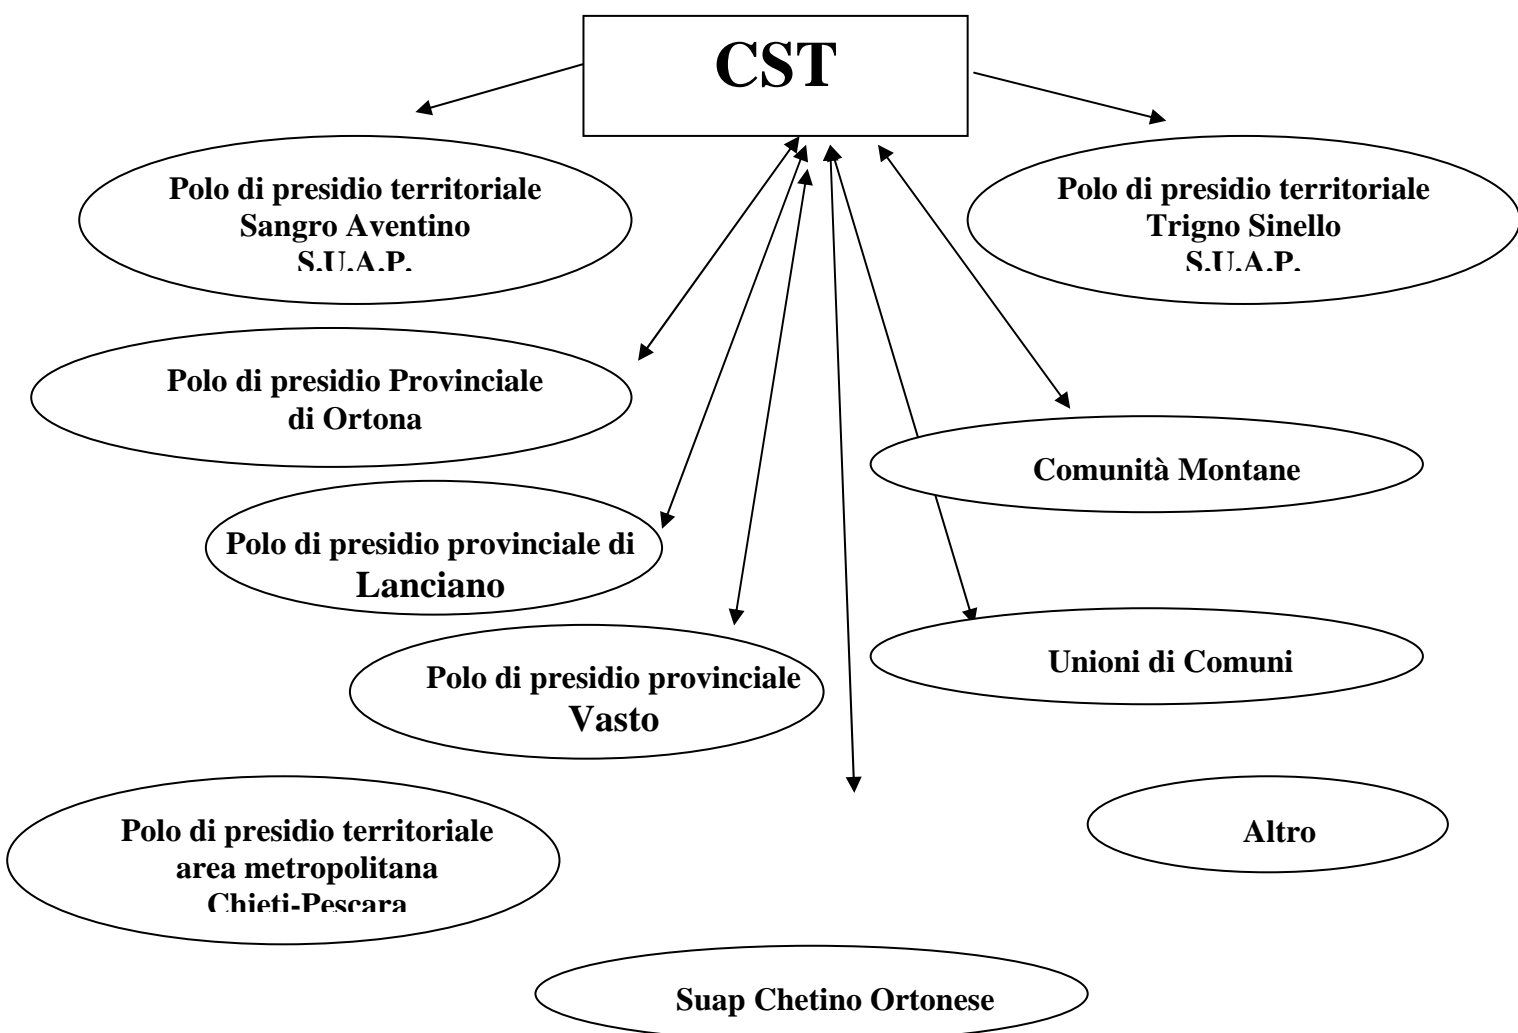 CST
Polo di presidio territoriale
Sangro Aventino
S.U.A.P.
Polo di presidio territoriale
Trigno Sinello
S.U.A.P.
Polo di presidio Provinciale
di Ortona
Comunità Montane
Polo di presidio provinciale di
Lanciano
Unioni di Comuni
Polo di presidio provinciale
Vasto
Polo di presidio territoriale
area metropolitana
Chieti-Pescara
Altro
Suap Chetino Ortonese